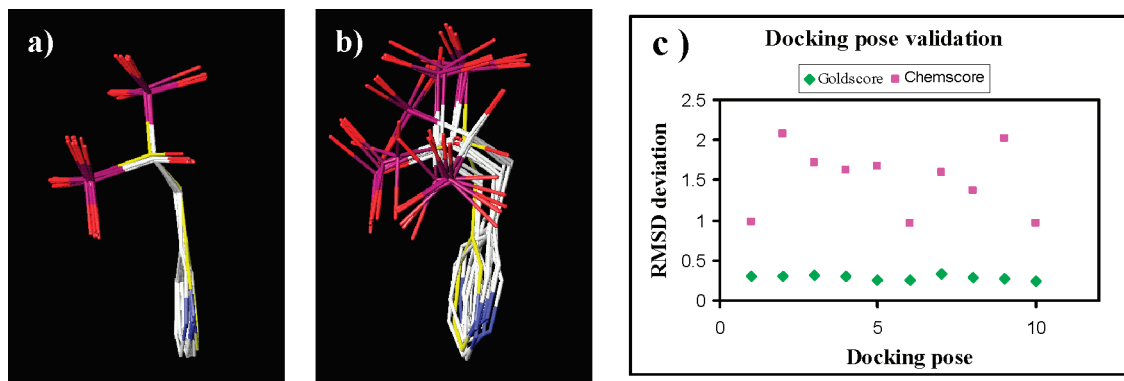 a)
b)
c )
Docking pose validation
Goldscore Chemscore
RMSD deviation
2.5
2
1.5
1
0.5
0
0 5 10
Docking pose